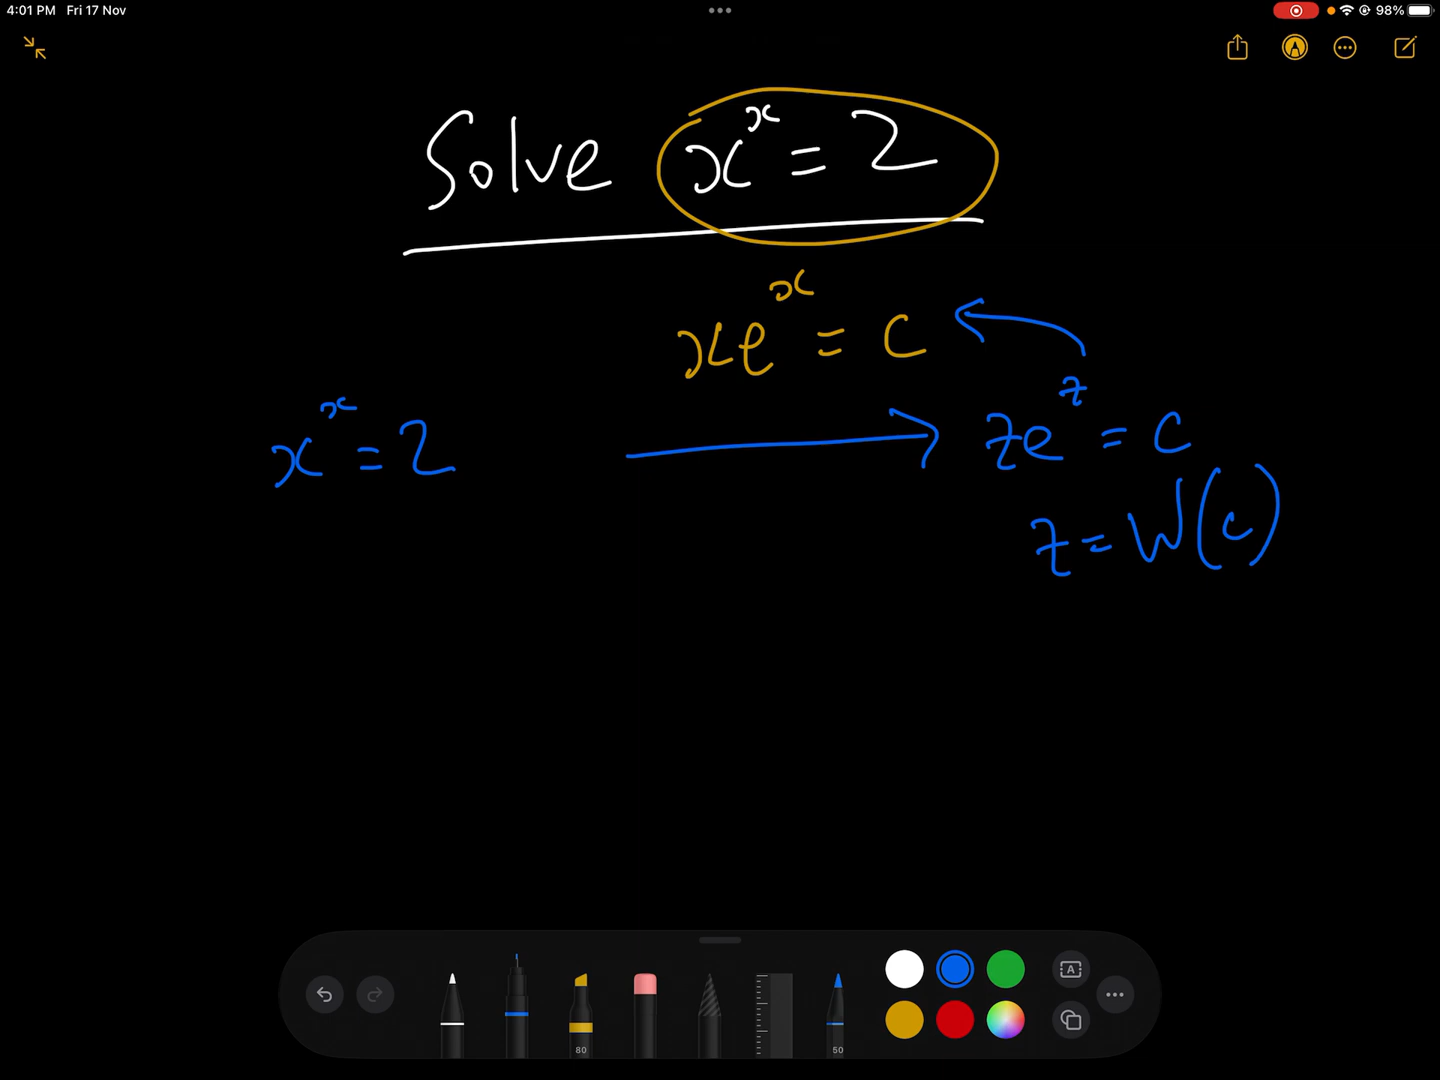 4:01 PM Fri 17 Nov
98%
Solve x^x = 2
xe^x = c
x^x = 2
ze^z = c
z = W(c)
A
80
50